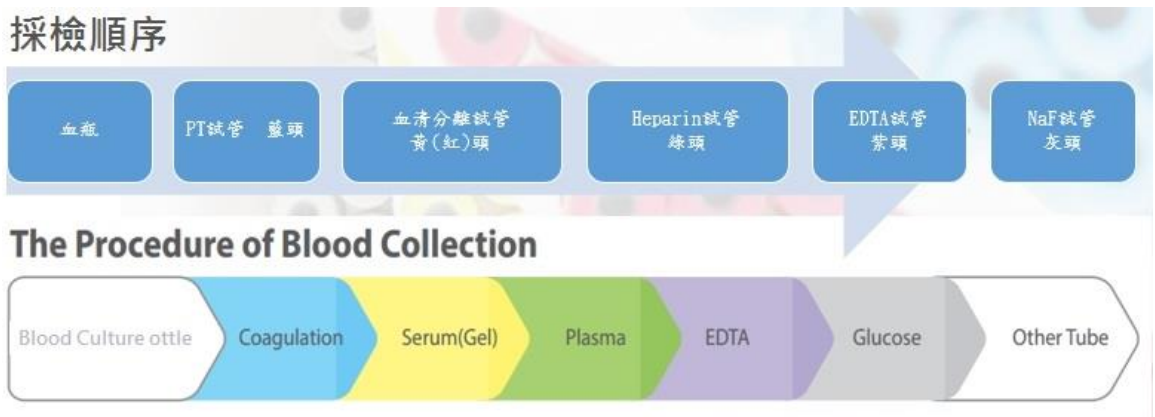 採檢順序
血瓶
PT試管 藍頭
血清分離試管
黃(紅)頭
Heparin試管
綠頭
EDTA試管
紫頭
NaF試管
灰頭
The Procedure of Blood Collection
Blood Culture ottle
Coagulation
Serum(Gel)
Plasma
EDTA
Glucose
Other Tube